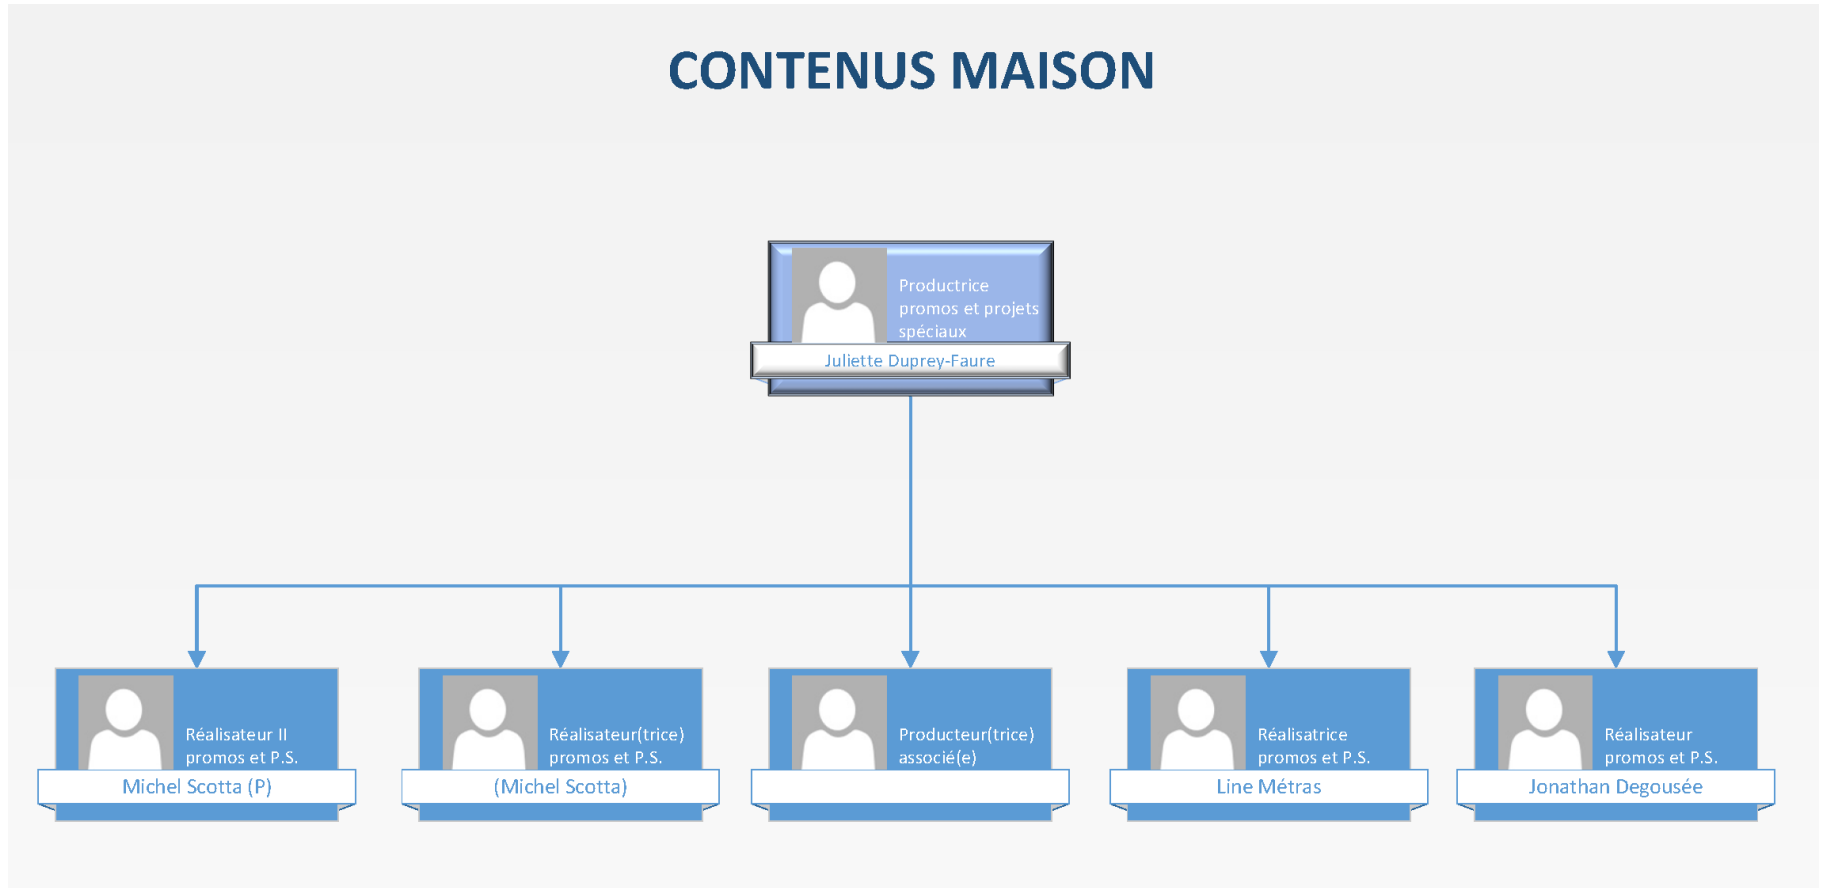 CONTENUS MAISON
Productrice
promos et projets
spéciaux
Juliette Duprey-Faure
Réalisateur II
promos et P.S.
Michel Scotta (P)
Réalisateur(trice)
promos et P.S.
(Michel Scotta)
Producteur(trice)
associé(e)
Réalisatrice
promos et P.S.
Line Métras
Réalisateur
promos et P.S.
Jonathan Degousée